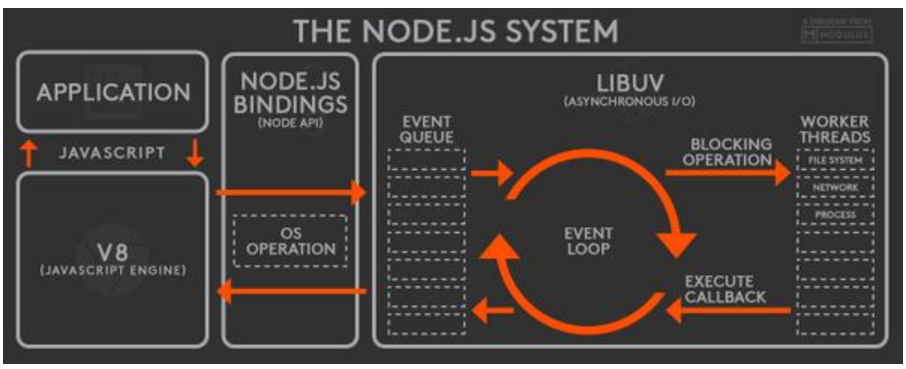 THE NODE.JS SYSTEM
A DIAGRAM FROM
MODULUS
APPLICATION
JAVASCRIPT
V8
(JAVASCRIPT ENGINE)
NODE.JS
BINDINGS
(NODE API)
OS
OPERATION
LIBUV
(ASYNCHRONOUS I/O)
EVENT
QUEUE
EVENT
LOOP
BLOCKING
OPERATION
EXECUTE
CALLBACK
WORKER
THREADS
FILE SYSTEM
NETWORK
PROCESS